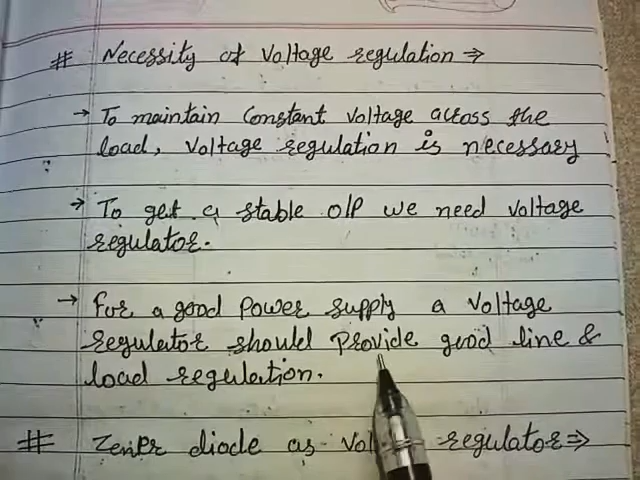 # Necessity of Voltage regulation ⇒
→ To maintain Constant Voltage across the
load, Voltage regulation is necessary
→ To get a stable O/P we need voltage
regulator.
→ For a good power supply a voltage
regulator should provide good line &
load regulation.
# Zener diode as regulator ⇒